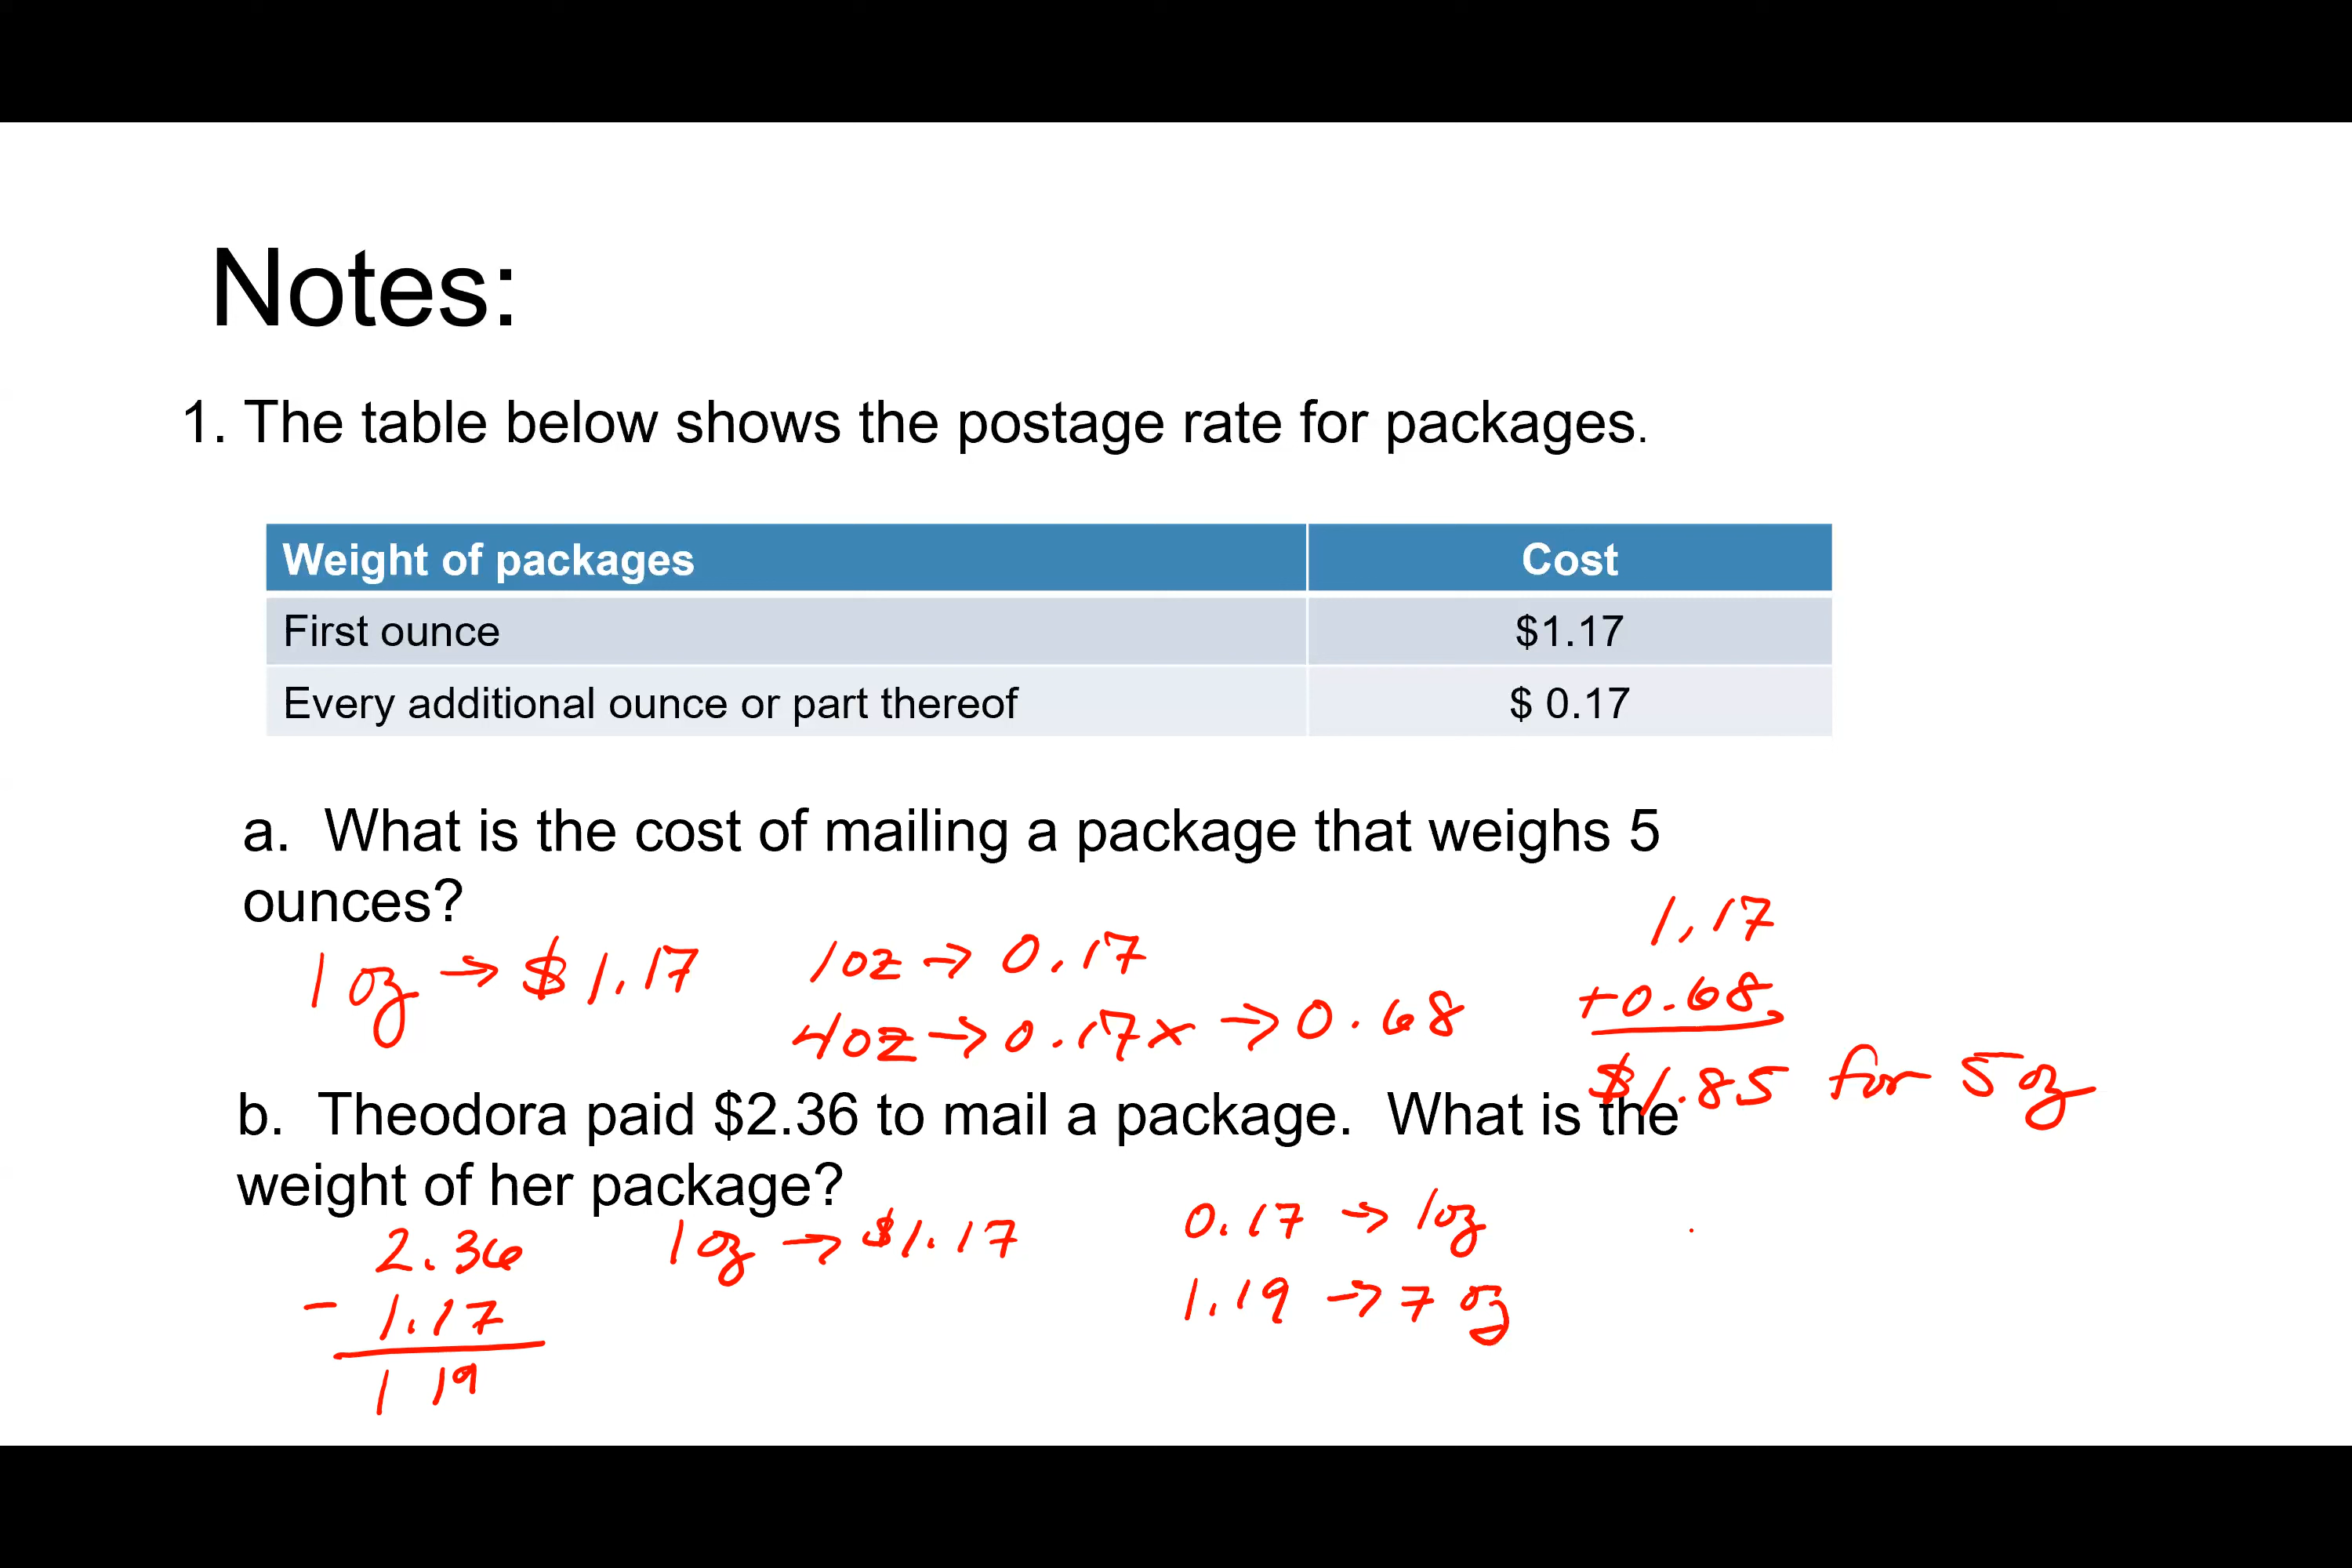 Notes:
1. The table below shows the postage rate for packages.
Weight of packages Cost
First ounce $1.17
Every additional ounce or part thereof $ 0.17
a. What is the cost of mailing a package that weighs 5
ounces?
1 oz → $1.17
1oz → 0.17
4oz → 0.17 x → 0.68
1.17
+0.68
$1.85 for 5 oz
b. Theodora paid $2.36 to mail a package. What is the
weight of her package?
2.36
- 1.17
1 19
1 oz → $1.17
0.17 → 1oz
1.19 → 7 oz